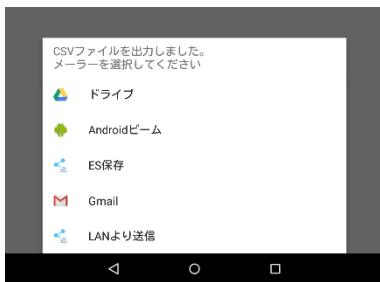 CSVファイルを出力しました。
メーラーを選択してください
ドライブ
Androidビーム
ES保存
Gmail
LANより送信